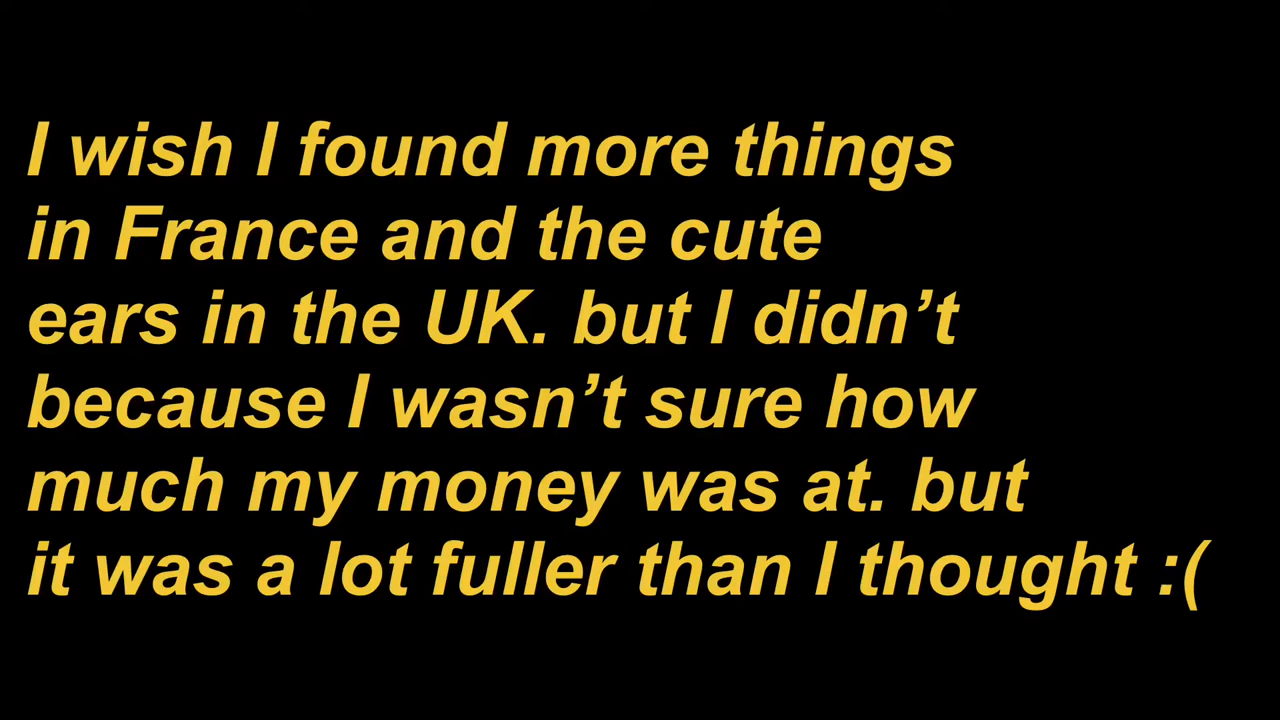 I wish I found more things
in France and the cute
ears in the UK. but I didn’t
because I wasn’t sure how
much my money was at. but
it was a lot fuller than I thought :(